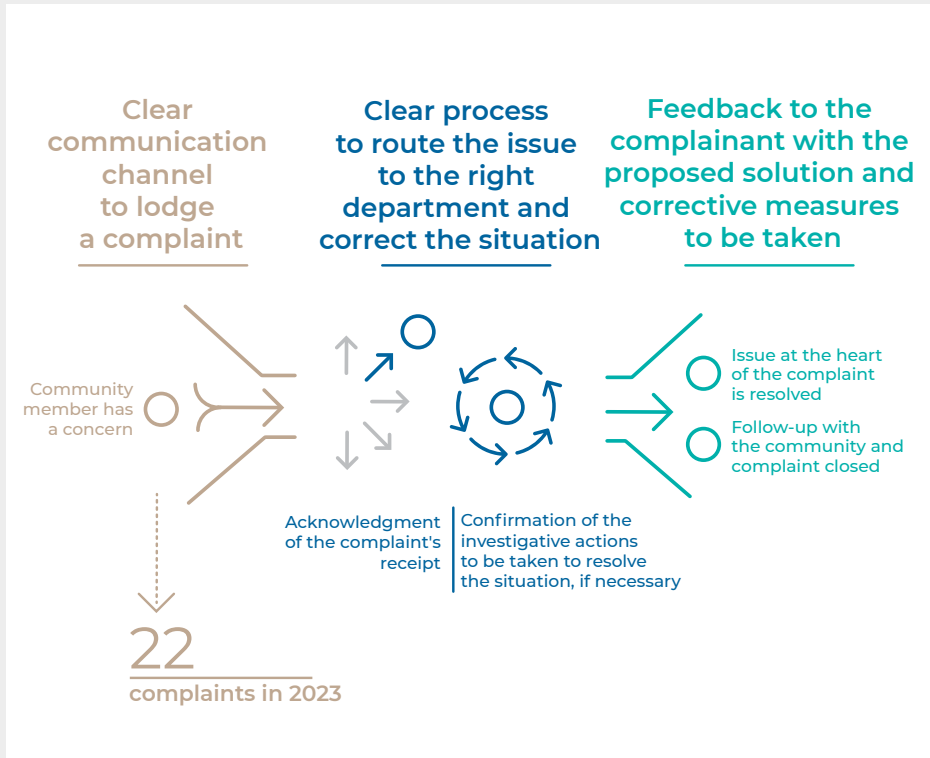 Clear
communication
channel
to lodge
a complaint
Clear process
to route the issue
to the right
department and
correct the situation
Feedback to the
complainant with the
proposed solution and
corrective measures
to be taken
Community
member has
a concern
Issue at the heart
of the complaint
is resolved
Follow-up with
the community and
complaint closed
Acknowledgment
of the complaint's
receipt
Confirmation of the
investigative actions
to be taken to resolve
the situation, if necessary
22
complaints in 2023